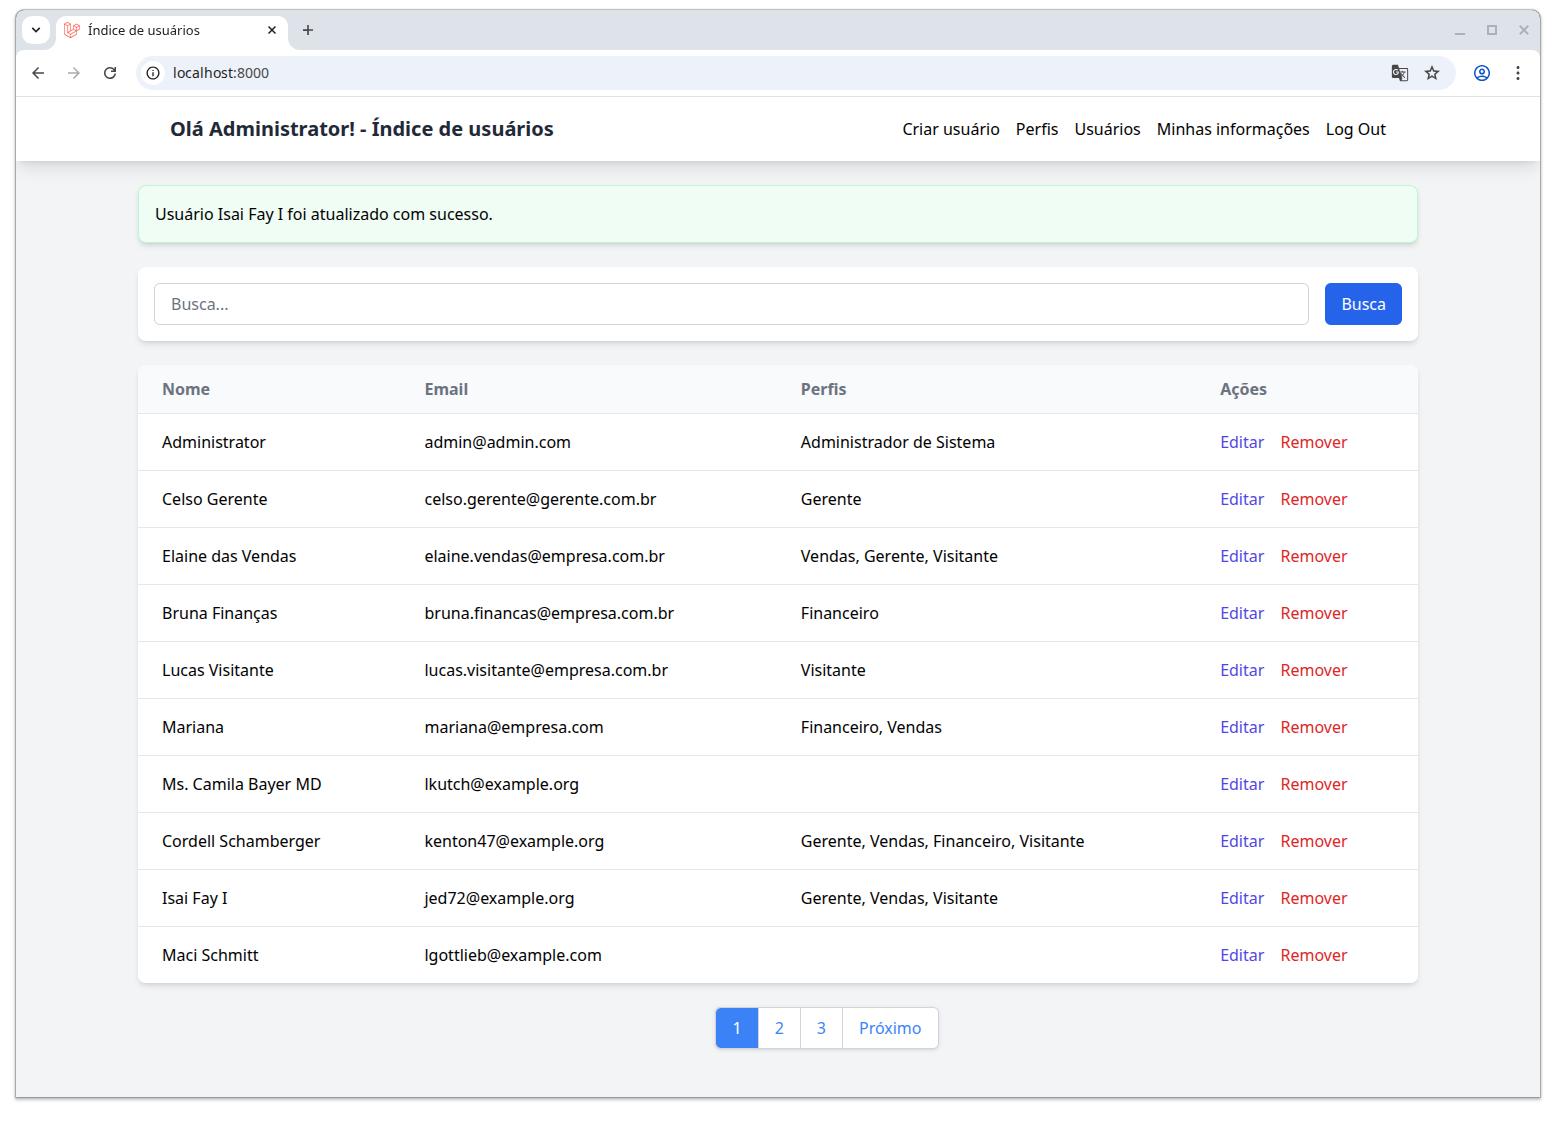 Índice de usuários
localhost:8000
Olá Administrator! - Índice de usuários
Criar usuário Perfis Usuários Minhas informações Log Out
Usuário Isai Fay I foi atualizado com sucesso.
Busca... Busca
Nome Email Perfis Ações
Administrator admin@admin.com Administrador de Sistema Editar Remover
Celso Gerente celso.gerente@gerente.com.br Gerente Editar Remover
Elaine das Vendas elaine.vendas@empresa.com.br Vendas, Gerente, Visitante Editar Remover
Bruna Finanças bruna.financas@empresa.com.br Financeiro Editar Remover
Lucas Visitante lucas.visitante@empresa.com.br Visitante Editar Remover
Mariana mariana@empresa.com Financeiro, Vendas Editar Remover
Ms. Camila Bayer MD lkutch@example.org Editar Remover
Cordell Schamberger kenton47@example.org Gerente, Vendas, Financeiro, Visitante Editar Remover
Isai Fay I jed72@example.org Gerente, Vendas, Visitante Editar Remover
Maci Schmitt lgottlieb@example.com Editar Remover
1 2 3 Próximo